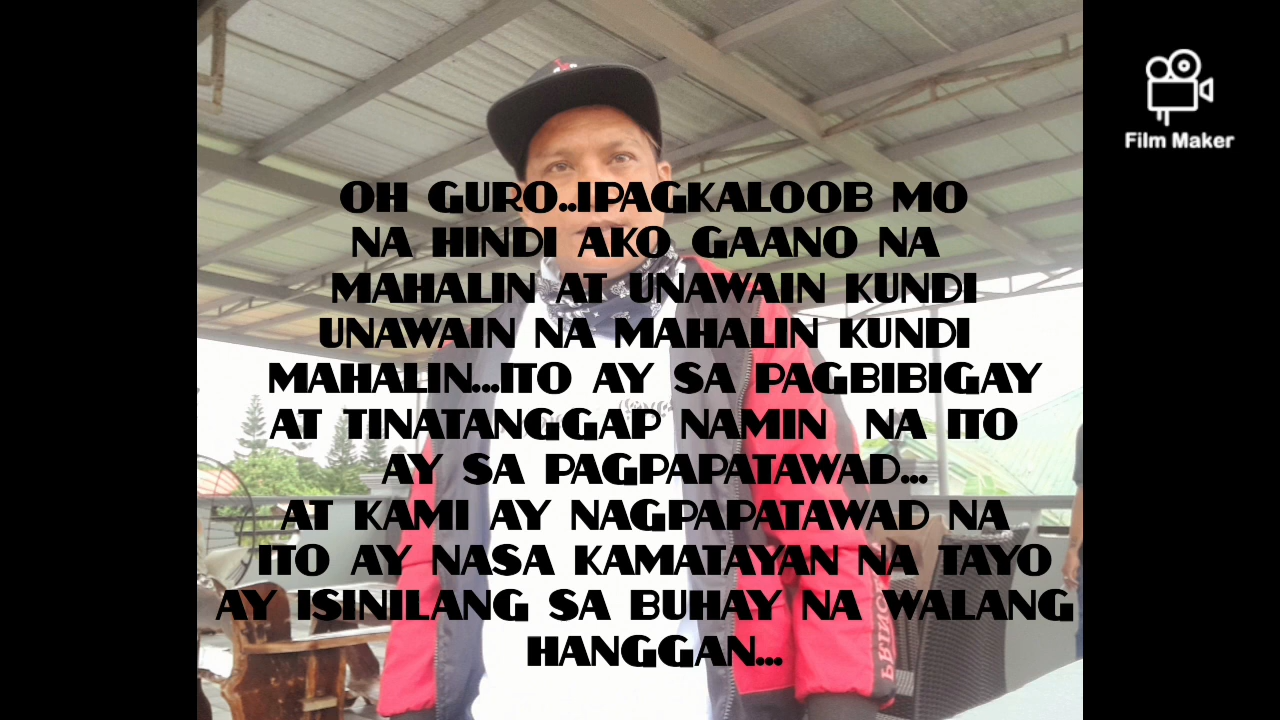 Film Maker
OH GURO..IPAGKALOOB MO
NA HINDI AKO GAANO NA
MAHALIN AT UNAWAIN KUNDI
UNAWAIN NA MAHALIN KUNDI
MAHALIN...ITO AY SA PAGBIBIGAY
AT TINATANGGAP NAMIN NA ITO
AY SA PAGPAPATAWAD...
AT KAMI AY NAGPAPATAWAD NA
ITO AY NASA KAMATAYAN NA TAYO
AY ISINILANG SA BUHAY NA WALANG
HANGGAN...